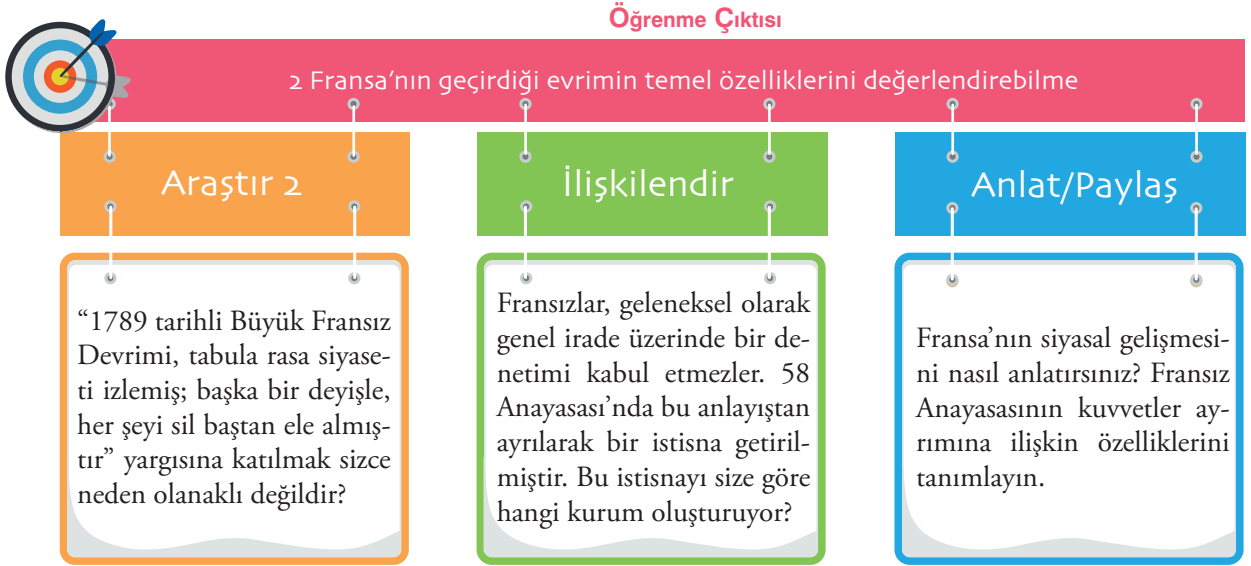 Öğrenme Çıktısı
2 Fransa’nın geçirdiği evrimin temel özelliklerini değerlendirebilme
Araştır 2
“1789 tarihli Büyük Fransız
Devrimi, tabula rasa siyase-
ti izlemiş; başka bir deyişle,
her şeyi sil baştan ele almış-
tır” yargısına katılmak sizce
neden olanaklı değildir?
İlişkilendir
Fransızlar, geleneksel olarak
genel irade üzerinde bir de-
netimi kabul etmezler. 58
Anayasası’nda bu anlayıştan
ayrılarak bir istisna getiril-
miştir. Bu istisnayı size göre
hangi kurum oluşturuyor?
Anlat/Paylaş
Fransa’nın siyasal gelişmesi-
ni nasıl anlatırsınız? Fransız
Anayasasının kuvvetler ay-
rımına ilişkin özelliklerini
tanımlayın.